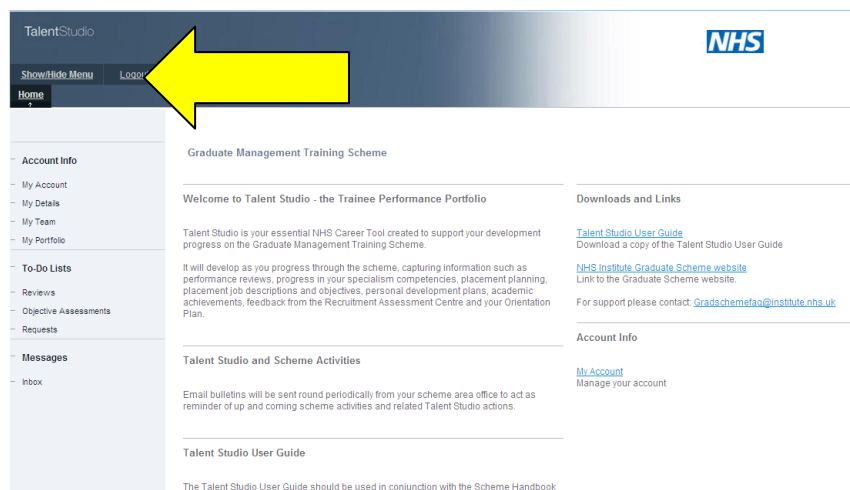 TalentStudio
NHS
Show/Hide Menu Logout
Home
Account Info
My Account
My Details
My Team
My Portfolio
To-Do Lists
Reviews
Objective Assessments
Requests
Messages
Inbox
Graduate Management Training Scheme
Welcome to Talent Studio - the Trainee Performance Portfolio
Talent Studio is your essential NHS Career Tool created to support your development
progress on the Graduate Management Training Scheme.
It will develop as you progress through the scheme, capturing information such as
performance reviews, progress in your specialism competencies, placement planning,
placement job descriptions and objectives, personal development plans, academic
achievements, feedback from the Recruitment Assessment Centre and your Orientation
Plan.
Talent Studio and Scheme Activities
Email bulletins will be sent round periodically from your scheme area office to act as
reminder of up and coming scheme activities and related Talent Studio actions.
Talent Studio User Guide
The Talent Studio User Guide should be used in conjunction with the Scheme Handbook
Downloads and Links
Talent Studio User Guide
Download a copy of the Talent Studio User Guide
NHS Institute Graduate Scheme website
Link to the Graduate Scheme website.
For support please contact: Gradschemefaq@institute.nhs.uk
Account Info
My Account
Manage your account